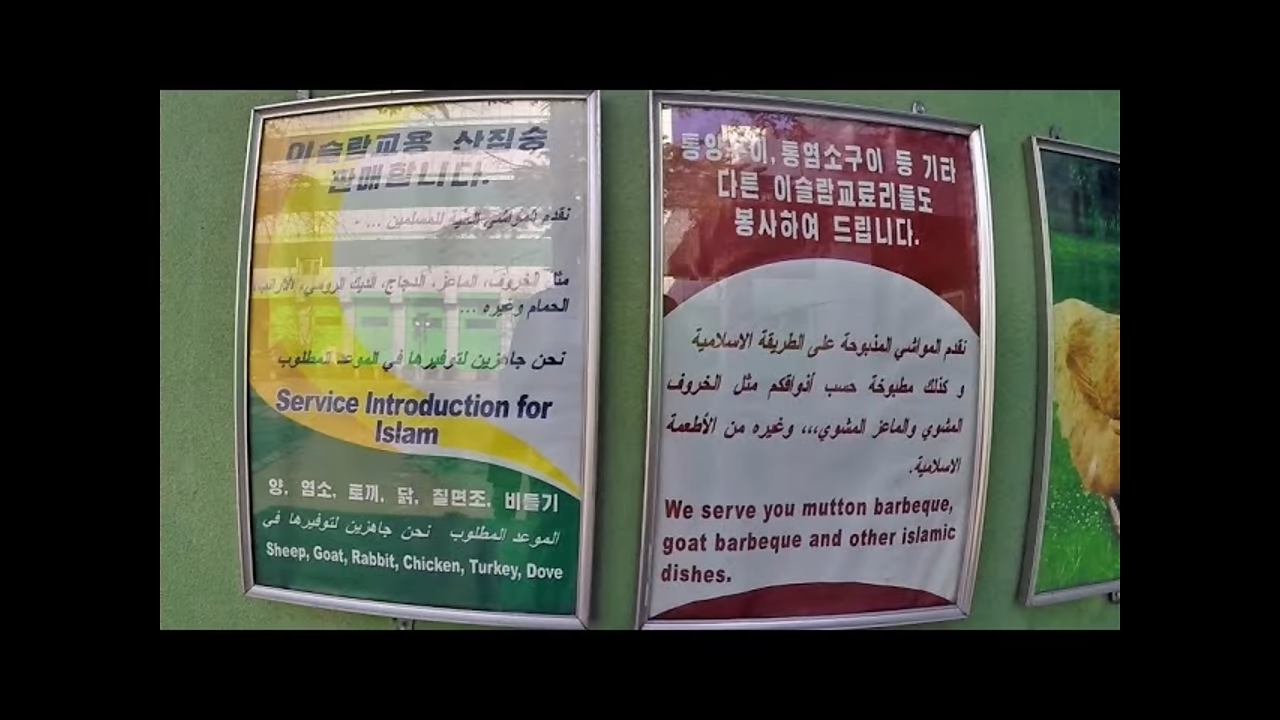 이슬람교용 산짐승
판매합니다.
نقدم المواشي الحية للمسلمين ... -
مثل الخروف، الماعز، الدجاج، الديك الرومي، الأرانب،
الحمام وغيره ...
نحن جاهزين لتوفيرها في الموعد المطلوب
Service Introduction for
Islam
양, 염소, 토끼, 닭, 칠면조, 비둘기
الموعد المطلوب نحن جاهزين لتوفيرها في
Sheep, Goat, Rabbit, Chicken, Turkey, Dove
통양구이, 통염소구이 등 기타
다른 이슬람교료리들도
봉사하여 드립니다.
نقدم المواشي المذبوحة على الطريقة الاسلامية
و كذلك مطبوخة حسب أذواقكم مثل الخروف
المشوي والماعز المشوي،،، وغيره من الأطعمة
الاسلامية.
We serve you mutton barbeque,
goat barbeque and other islamic
dishes.